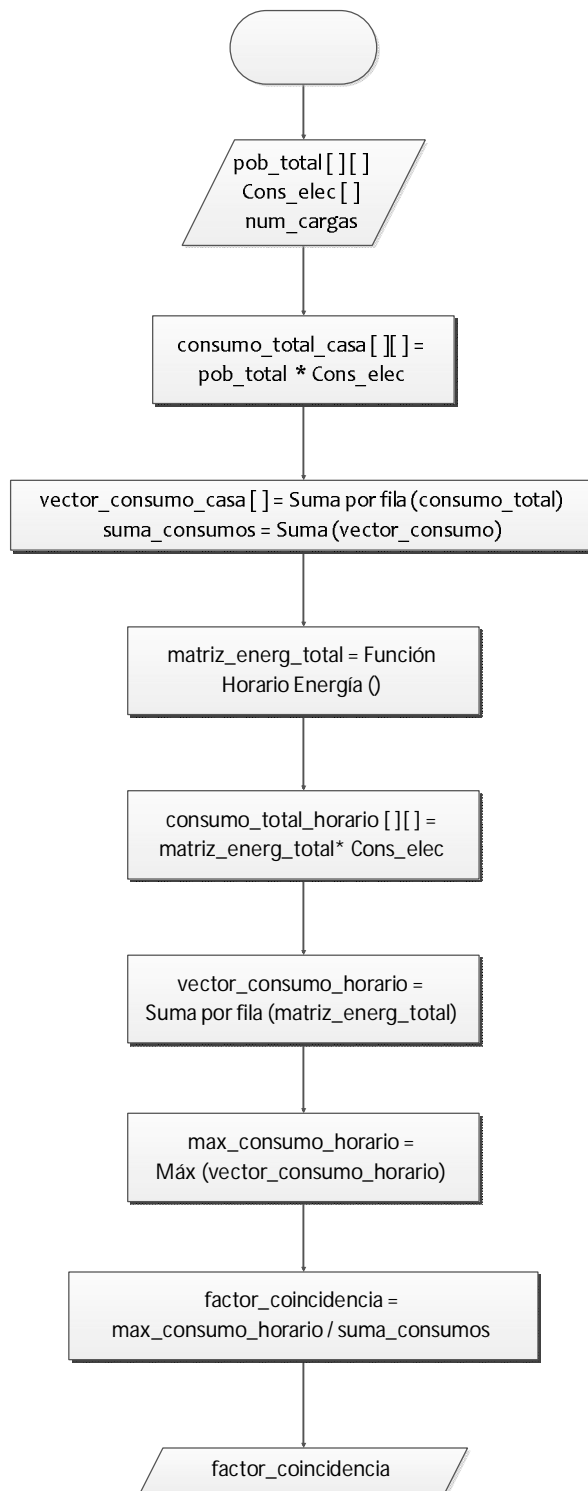 pob_total [ ] [ ]
Cons_elec [ ]
num_cargas
consumo_total_casa [ ][ ] =
pob_total * Cons_elec
vector_consumo_casa [ ] = Suma por fila (consumo_total)
suma_consumos = Suma (vector_consumo)
matriz_energ_total = Función
Horario Energía ()
consumo_total_horario [ ] [ ] =
matriz_energ_total* Cons_elec
vector_consumo_horario =
Suma por fila (matriz_energ_total)
max_consumo_horario =
Máx (vector_consumo_horario)
factor_coincidencia =
max_consumo_horario / suma_consumos
factor_coincidencia